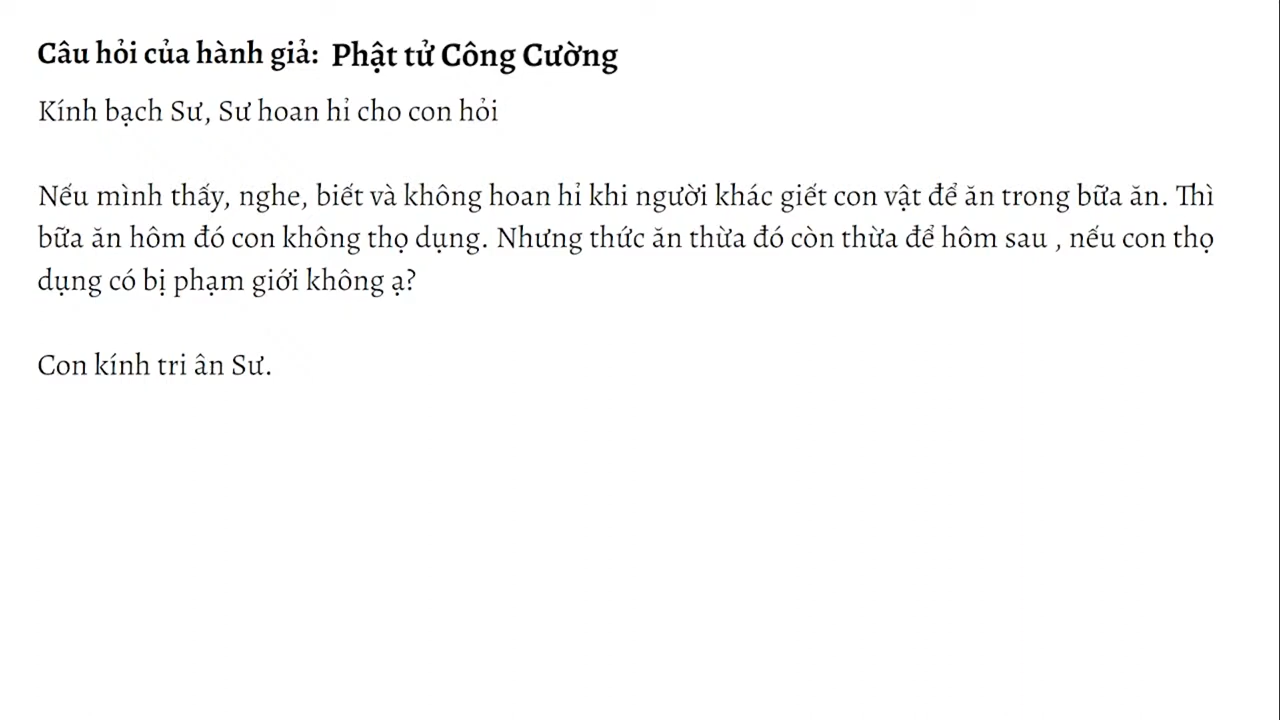 Câu hỏi của hành giả: Phật tử Công Cường
Kính bạch Sư, Sư hoan hỉ cho con hỏi
Nếu mình thấy, nghe, biết và không hoan hỉ khi người khác giết con vật để ăn trong bữa ăn. Thì
bữa ăn hôm đó con không thọ dụng. Nhưng thức ăn thừa đó còn thừa để hôm sau , nếu con thọ
dụng có bị phạm giới không ạ?
Con kính tri ân Sư.